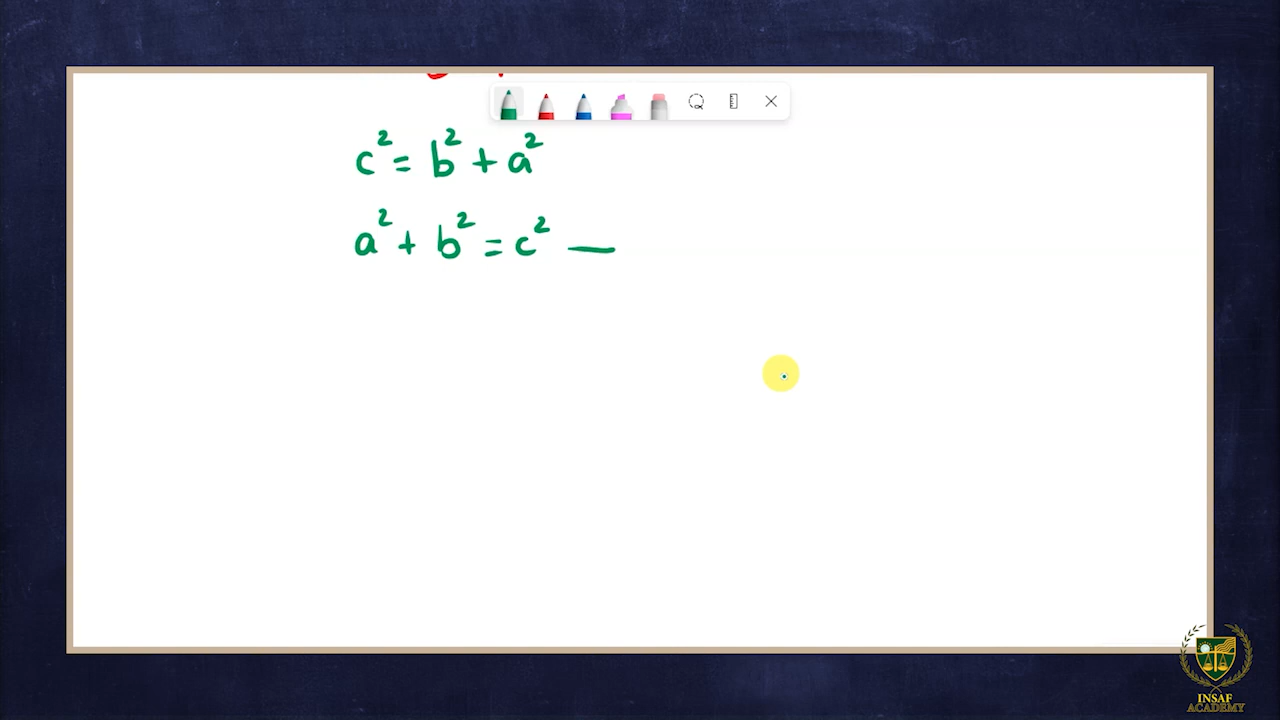 c² = b² + a²
a² + b² = c² —
INSAF
ACADEMY